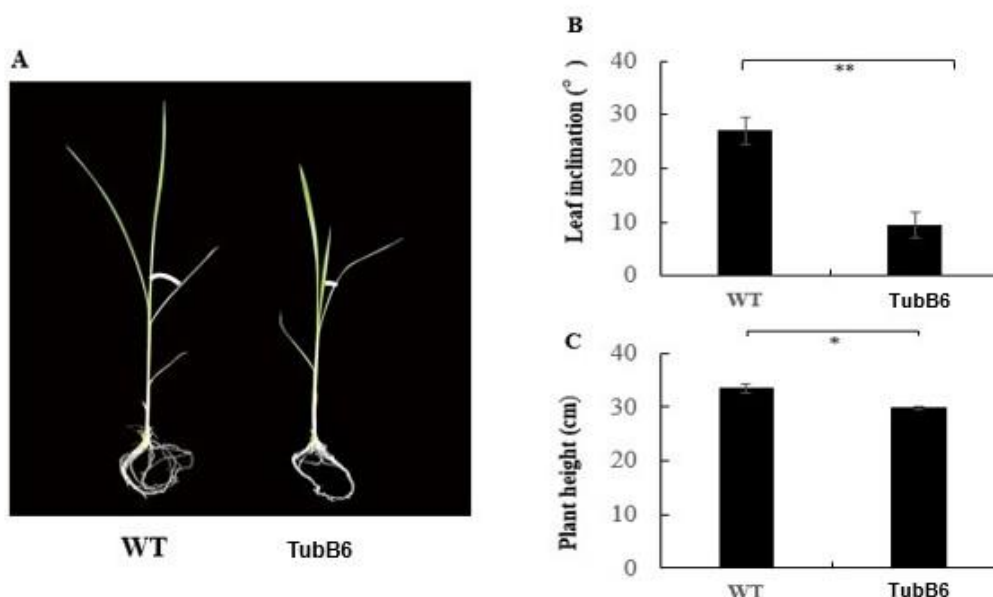 A
WT
TubB6
B
Leaf inclination (°)
40
30
20
10
0
**
WT
TubB6
C
Plant height (cm)
40
30
20
10
0
*
WT
TubB6